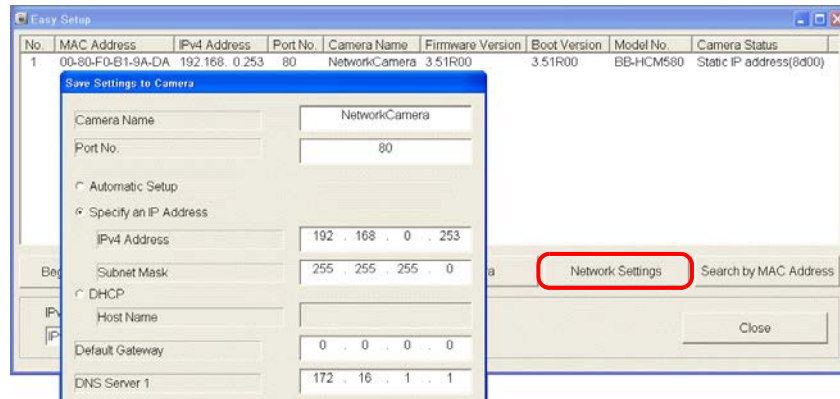 Easy Setup
No. MAC Address IPv4 Address Port No. Camera Name Firmware Version Boot Version Model No. Camera Status
1 00-80-F0-B1-9A-DA 192.168. 0.253 80 NetworkCamera 3.51R00 3.51R00 BB-HCM580 Static IP address(8d00)
Save Settings to Camera
Camera Name NetworkCamera
Port No. 80
Automatic Setup
Specify an IP Address
IPv4 Address 192 . 168 . 0 . 253
Subnet Mask 255 . 255 . 255 . 0
DHCP
Host Name
Default Gateway 0 . 0 . 0 . 0
DNS Server 1 172 . 16 . 1 . 1
Network Settings Search by MAC Address
Close